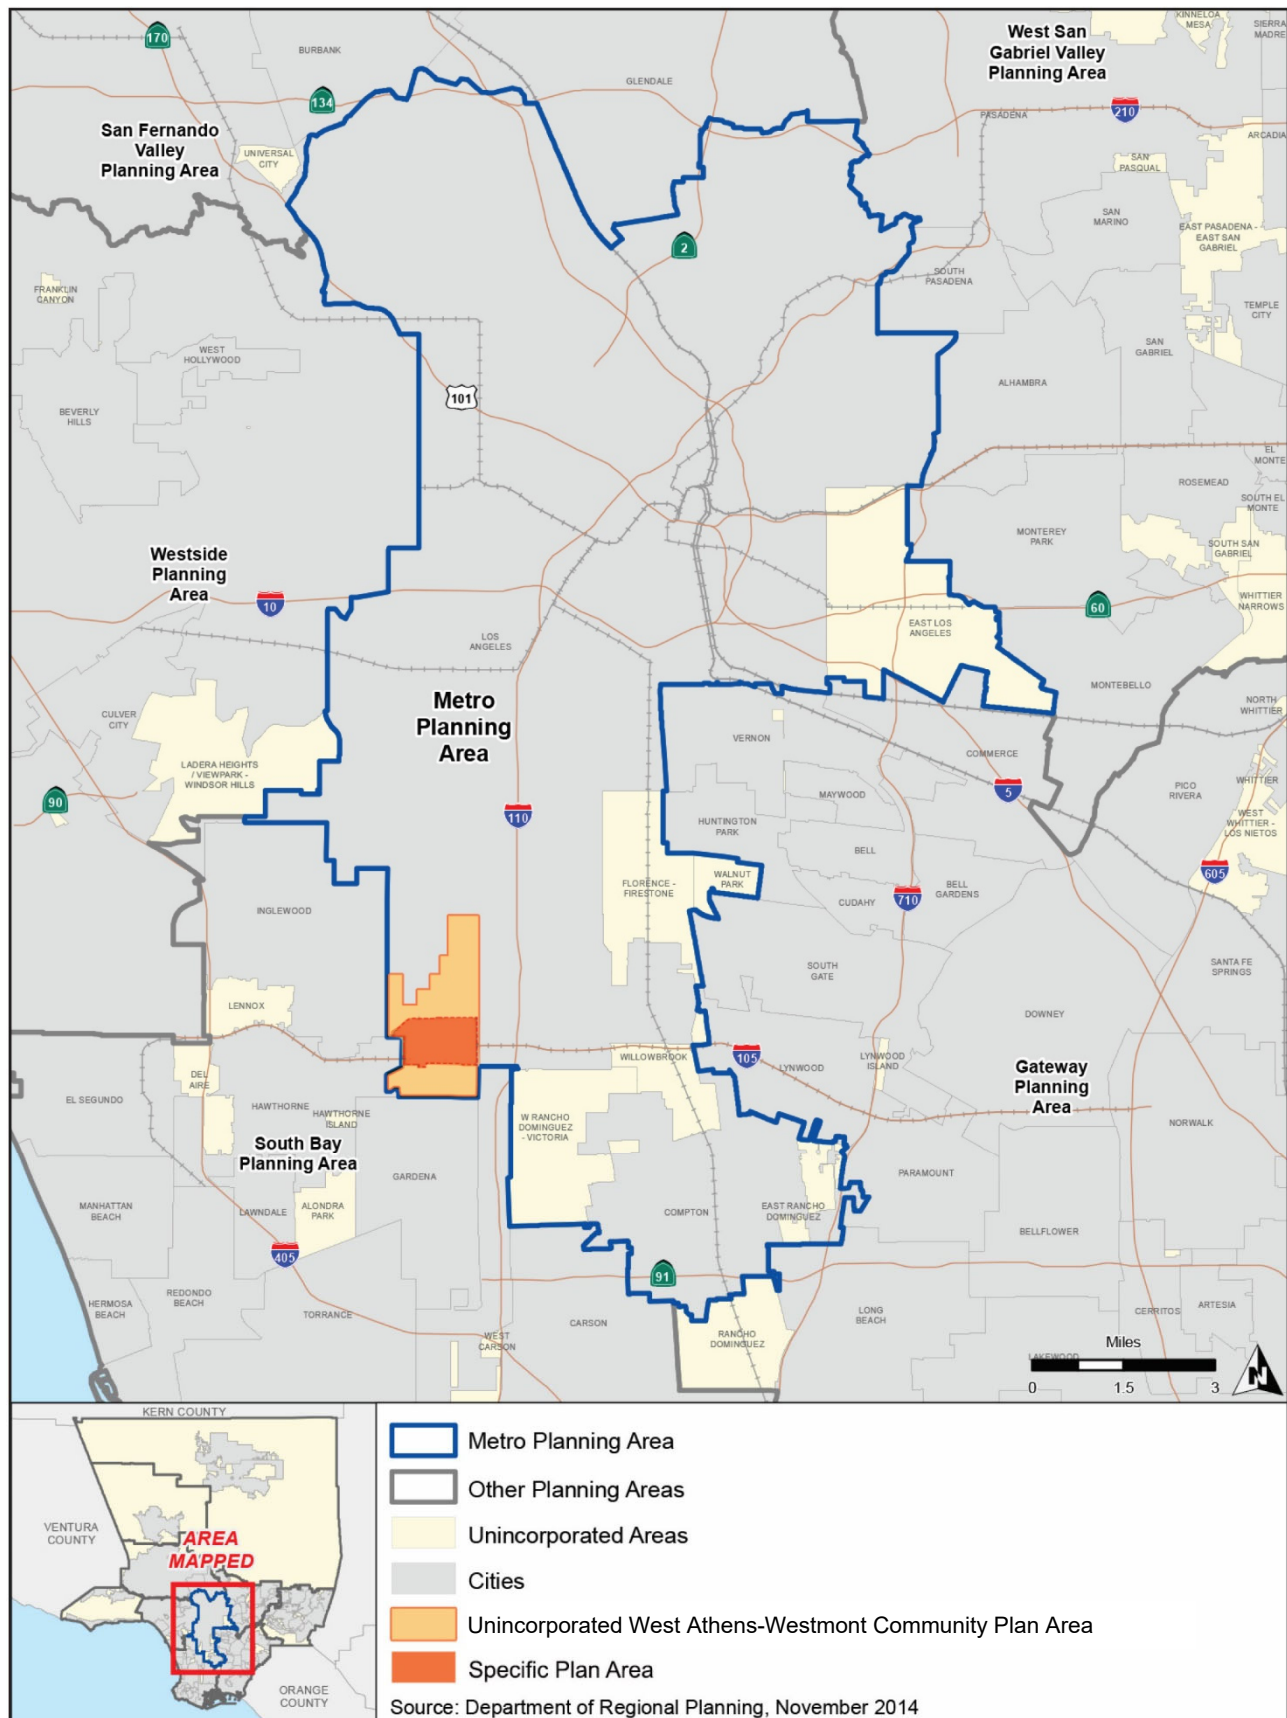 170
BURBANK
134
GLENDALE
West San
Gabriel Valley
Planning Area
KINNELOA
MESA
SIERRA
MADRE
210
PASADENA
ARCADIA
San Fernando
Valley
Planning Area
UNIVERSAL
CITY
SAN
PASQUAL
SAN
MARINO
EAST PASADENA -
EAST SAN
GABRIEL
2
SOUTH
PASADENA
FRANKLIN
CANYON
TEMPLE
CITY
WEST
HOLLYWOOD
SAN
GABRIEL
ALHAMBRA
101
BEVERLY
HILLS
EL
MONTE
ROSEMEAD
SOUTH EL
MONTE
MONTEREY
PARK
SOUTH SAN
GABRIEL
Westside
Planning
Area
10
WHITTIER
NARROWS
60
LOS
ANGELES
EAST LOS
ANGELES
MONTEBELLO
NORTH
WHITTIER
Metro
Planning
Area
CULVER
CITY
VERNON
COMMERCE
LADERA HEIGHTS
/ VIEWPARK -
WINDSOR HILLS
90
110
5
PICO
RIVERA
WHITTIER
MAYWOOD
HUNTINGTON
PARK
WEST
WHITTIER -
LOS NIETOS
BELL
605
FLORENCE -
FIRESTONE
WALNUT
PARK
BELL
GARDENS
CUDAHY
710
INGLEWOOD
SOUTH
GATE
SANTA FE
SPRINGS
LENNOX
DOWNEY
WILLOWBROOK
105
LYNWOOD
LYNWOOD
ISLAND
Gateway
Planning
Area
DEL
AIRE
EL SEGUNDO
HAWTHORNE
HAWTHORNE
ISLAND
W RANCHO
DOMINGUEZ
- VICTORIA
NORWALK
South Bay
Planning Area
GARDENA
PARAMOUNT
MANHATTAN
BEACH
LAWNDALE
ALONDRA
PARK
COMPTON
EAST RANCHO
DOMINGUEZ
BELLFLOWER
405
91
REDONDO
BEACH
HERMOSA
BEACH
TORRANCE
CARSON
LONG
BEACH
CERRITOS
ARTESIA
WEST
CARSON
RANCHO
DOMINGUEZ
LAKEWOOD
Miles
0 1.5 3
N
KERN COUNTY
VENTURA
COUNTY
AREA
MAPPED
ORANGE
COUNTY
Metro Planning Area
Other Planning Areas
Unincorporated Areas
Cities
Unincorporated West Athens-Westmont Community Plan Area
Specific Plan Area
Source: Department of Regional Planning, November 2014